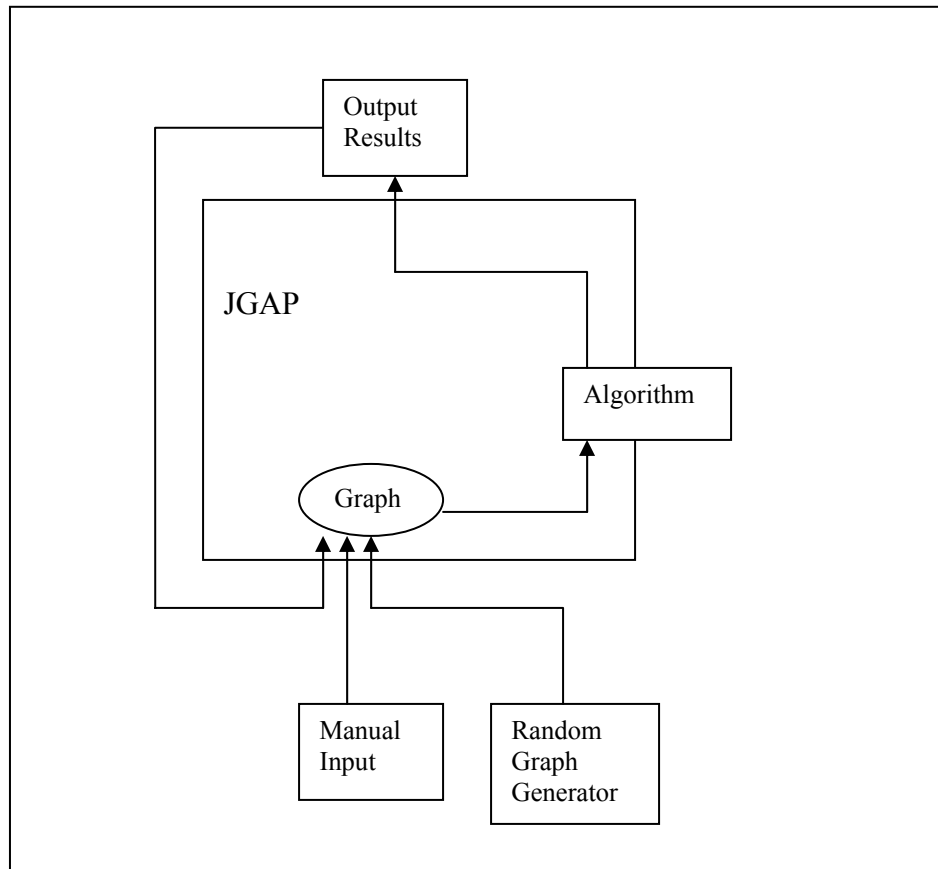 Output
Results
JGAP
Algorithm
Graph
Manual
Input
Random
Graph
Generator